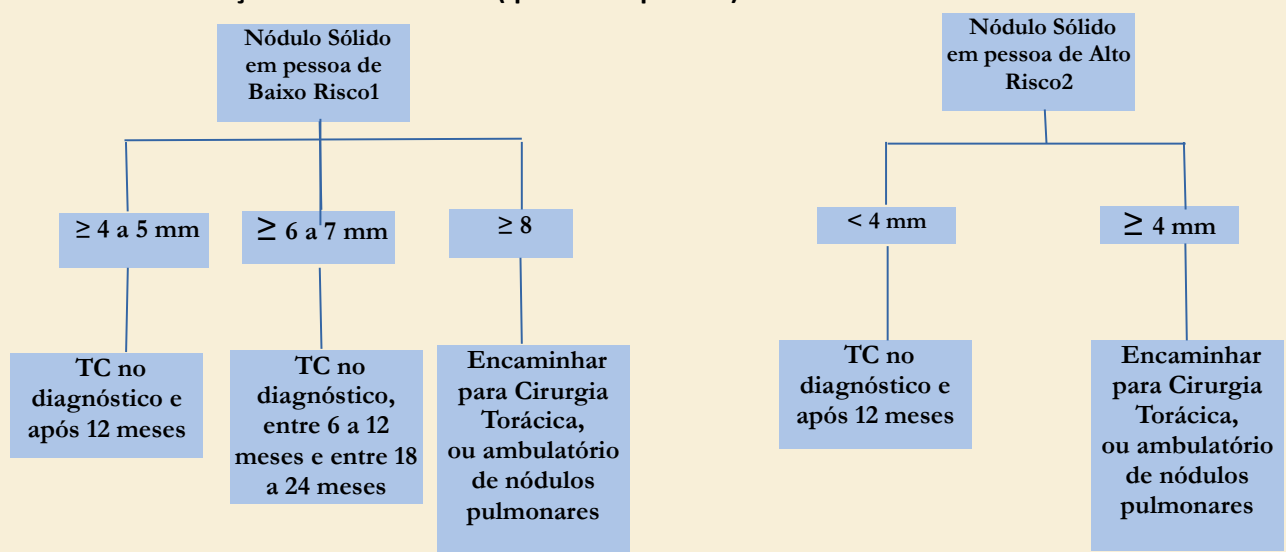 Nódulo Sólido
em pessoa de
Baixo Risco1
≥ 4 a 5 mm
≥ 6 a 7 mm
≥ 8
TC no
diagnóstico e
após 12 meses
TC no
diagnóstico,
entre 6 a 12
meses e entre 18
a 24 meses
Encaminhar
para Cirurgia
Torácica,
ou ambulatório
de nódulos
pulmonares
Nódulo Sólido
em pessoa de Alto
Risco2
< 4 mm
≥ 4 mm
TC no
diagnóstico e
após 12 meses
Encaminhar
para Cirurgia
Torácica,
ou ambulatório
de nódulos
pulmonares